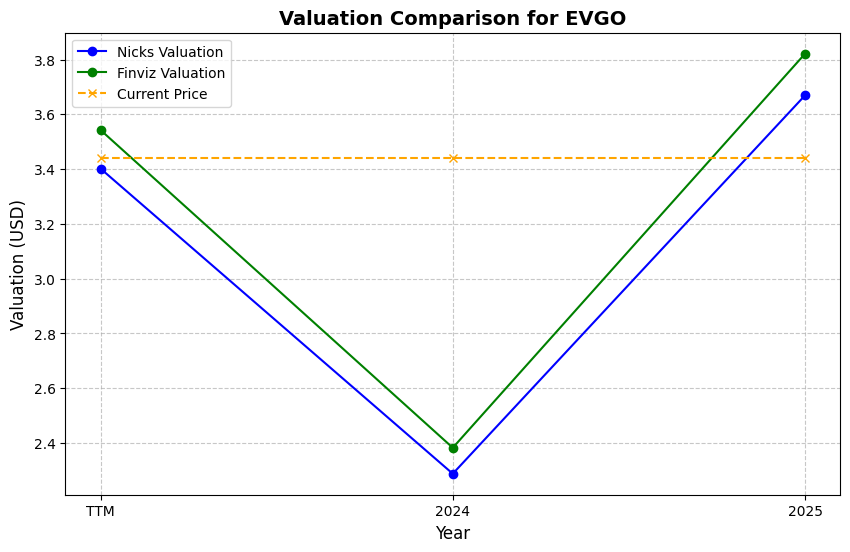 Valuation Comparison for EVGO
Nicks Valuation
Finviz Valuation
Current Price
Valuation (USD)
3.8
3.6
3.4
3.2
3.0
2.8
2.6
2.4
TTM
2024
2025
Year